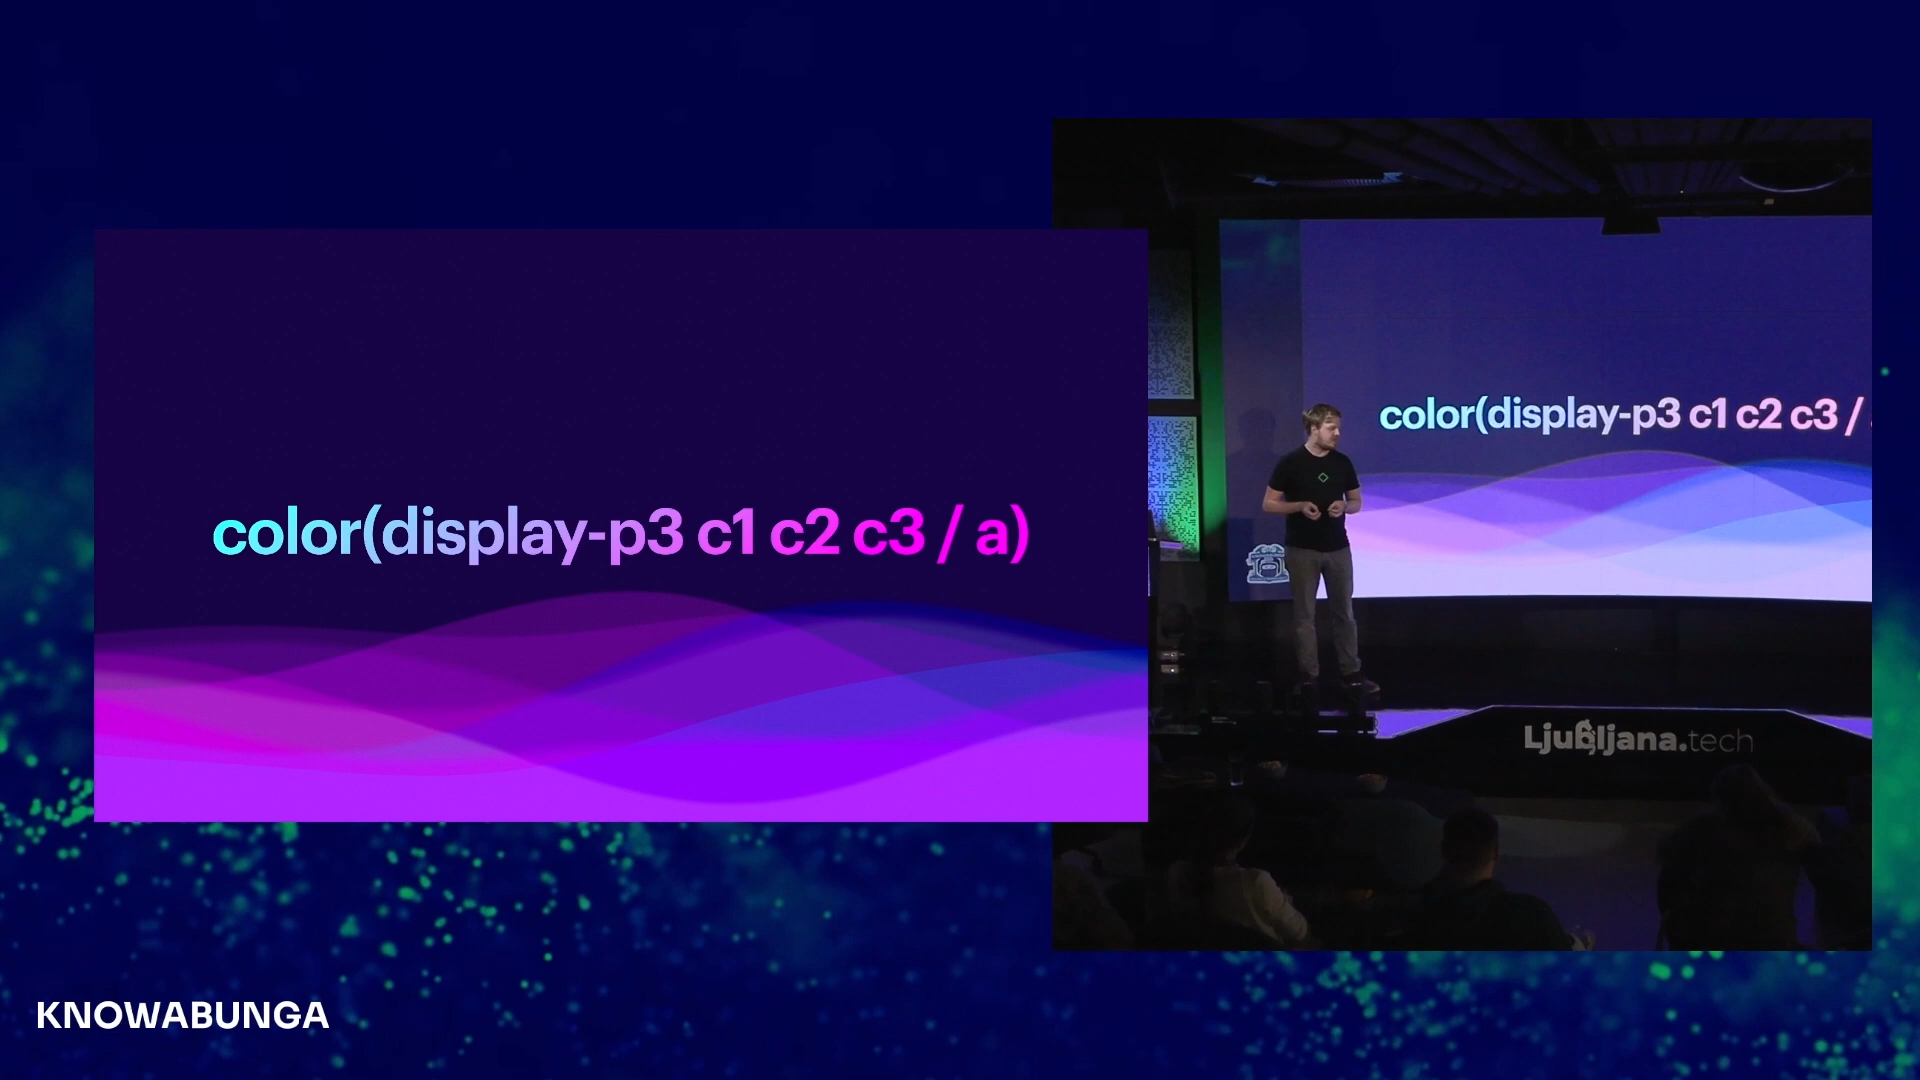 color(display-p3 c1 c2 c3 / a)
color(display-p3 c1 c2 c3 /
Ljubljana.tech
KNOWABUNGA